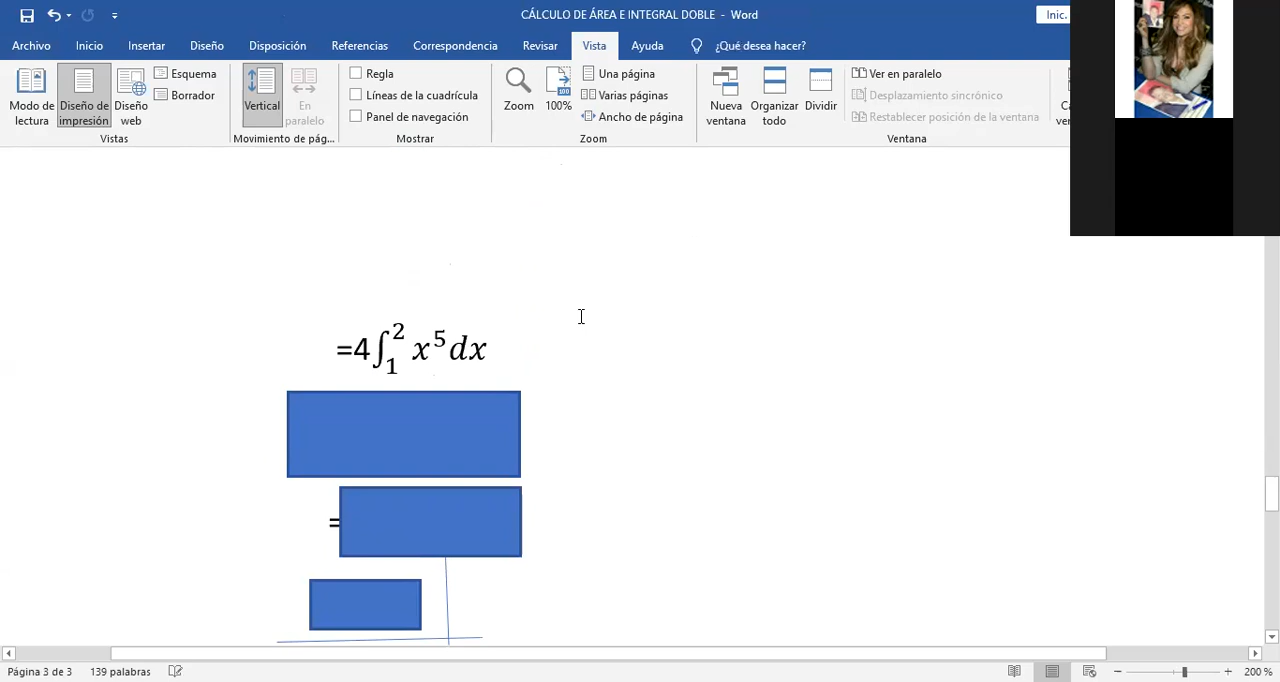 CÁLCULO DE ÁREA E INTEGRAL DOBLE - Word
Inic.
Archivo Inicio Insertar Diseño Disposición Referencias Correspondencia Revisar Vista Ayuda ¿Qué desea hacer?
Modo de lectura
Diseño de impresión
Diseño web
Esquema
Borrador
Vistas
Vertical
En paralelo
Movimiento de pág...
Regla
Líneas de la cuadrícula
Panel de navegación
Mostrar
Zoom
100
100%
Una página
Varias páginas
Ancho de página
Zoom
Nueva ventana
Organizar todo
Dividir
Ver en paralelo
Desplazamiento sincrónico
Restablecer posición de la ventana
Ventana
=4∫₁² x⁵dx
=
Página 3 de 3 139 palabras
200 %